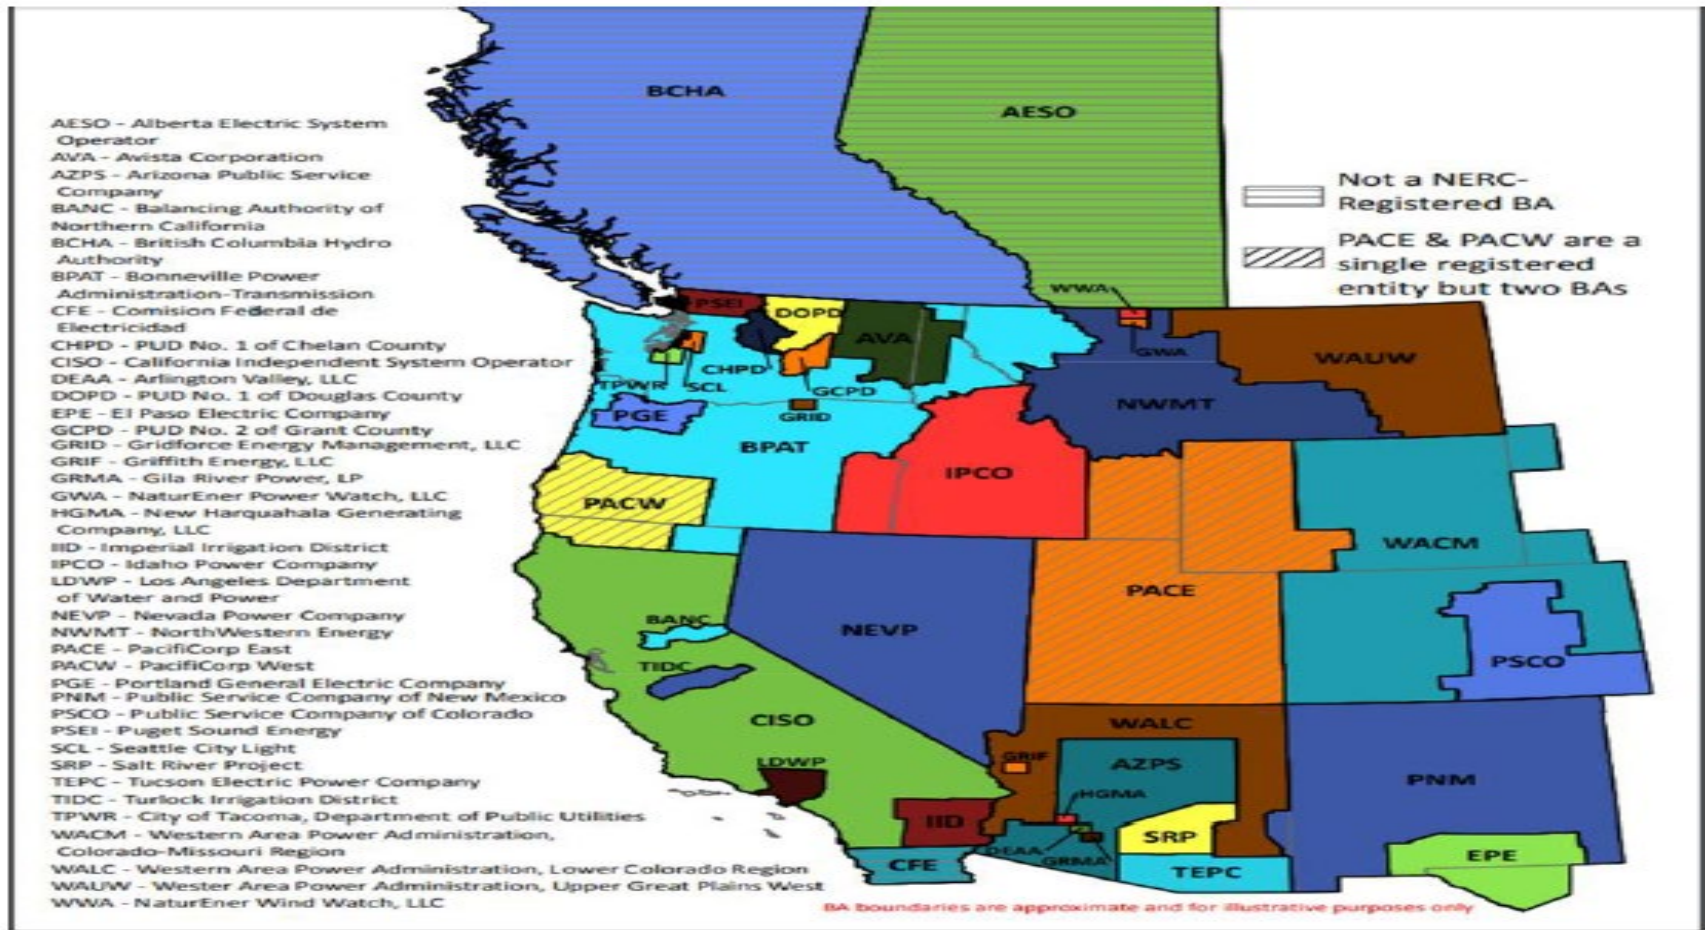 AESO - Alberta Electric System
Operator
AVA - Avista Corporation
AZPS - Arizona Public Service
Company
BANC - Balancing Authority of
Northern California
BCHA - British Columbia Hydro
Authority
BPAT - Bonneville Power
Administration-Transmission
CFE - Comision Federal de
Electricidad
CHPD - PUD No. 1 of Chelan County
CISO - California Independent System Operator
DEAA - Arlington Valley, LLC
DOPD - PUD No. 1 of Douglas County
EPE - El Paso Electric Company
GCPD - PUD No. 2 of Grant County
GRID - Gridforce Energy Management, LLC
GRIF - Griffith Energy, LLC
GRMA - Gila River Power, LP
GWA - NaturEner Power Watch, LLC
HGMA - New Harquahala Generating
Company, LLC
IID - Imperial Irrigation District
IPCO - Idaho Power Company
LDWP - Los Angeles Department
of Water and Power
NEVP - Nevada Power Company
NWMT - NorthWestern Energy
PACE - PacifiCorp East
PACW - PacifiCorp West
PGE - Portland General Electric Company
PNM - Public Service Company of New Mexico
PSCO - Public Service Company of Colorado
PSEI - Puget Sound Energy
SCL - Seattle City Light
SRP - Salt River Project
TEPC - Tucson Electric Power Company
TIDC - Turlock Irrigation District
TPWR - City of Tacoma, Department of Public Utilities
WACM - Western Area Power Administration,
Colorado-Missouri Region
WALC - Western Area Power Administration, Lower Colorado Region
WAUW - Wester Area Power Administration, Upper Great Plains West
WWA - NaturEner Wind Watch, LLC
BCHA
AESO
Not a NERC-
Registered BA
PACE & PACW are a
single registered
entity but two BAs
WWA
PSEI
DOPD
AVA
GWA
WAUW
CHPD
TPWR
SCL
GCPD
NWMT
PGE
GRID
BPAT
IPCO
PACW
WACM
PACE
BANC
NEVP
TIDC
PSCO
CISO
WALC
LDWP
GRIF
AZPS
PNM
HGMA
IID
SRP
DEAA
GRMA
CFE
TEPC
EPE
BA boundaries are approximate and for illustrative purposes only